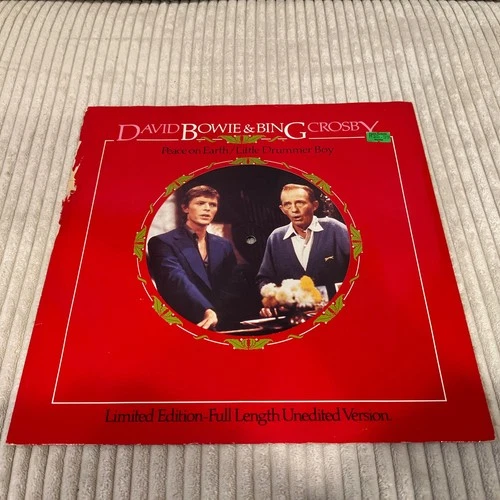 DAVID BOWIE & BING CROSBY
Peace on Earth / Little Drummer Boy
Limited Edition-Full Length Unedited Version.